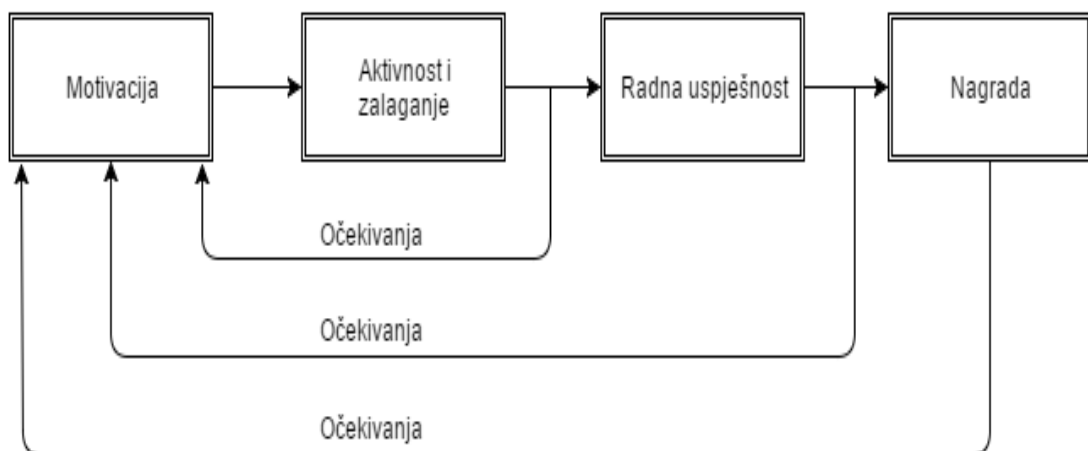 Motivacija
Aktivnost i
zalaganje
Radna uspješnost
Nagrada
Očekivanja
Očekivanja
Očekivanja